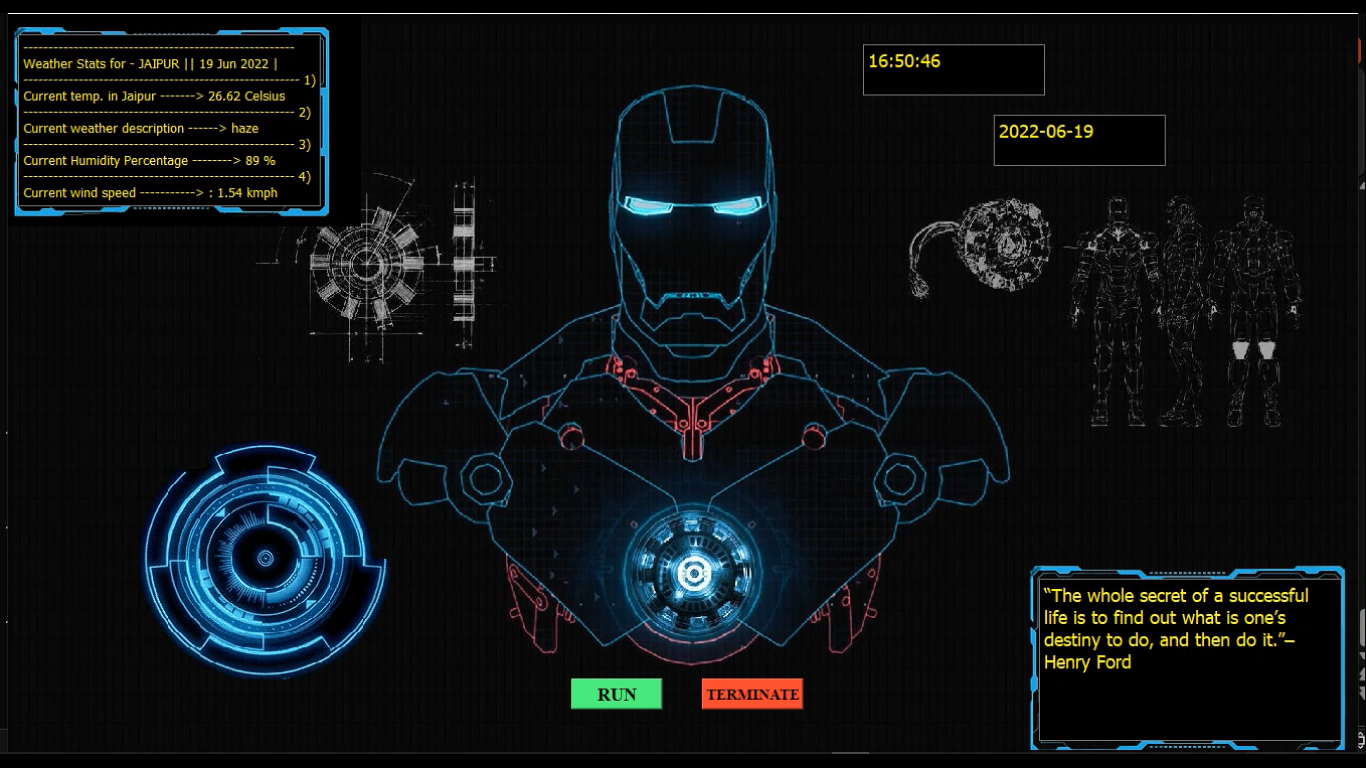 ----------------------------------------------------
Weather Stats for - JAIPUR || 19 Jun 2022 |
---------------------------------------------------- 1)
Current temp. in Jaipur -------> 26.62 Celsius
---------------------------------------------------- 2)
Current weather description ------> haze
---------------------------------------------------- 3)
Current Humidity Percentage --------> 89 %
---------------------------------------------------- 4)
Current wind speed -----------> : 1.54 kmph
16:50:46
2022-06-19
“The whole secret of a successful
life is to find out what is one’s
destiny to do, and then do it.”–
Henry Ford
RUN
TERMINATE